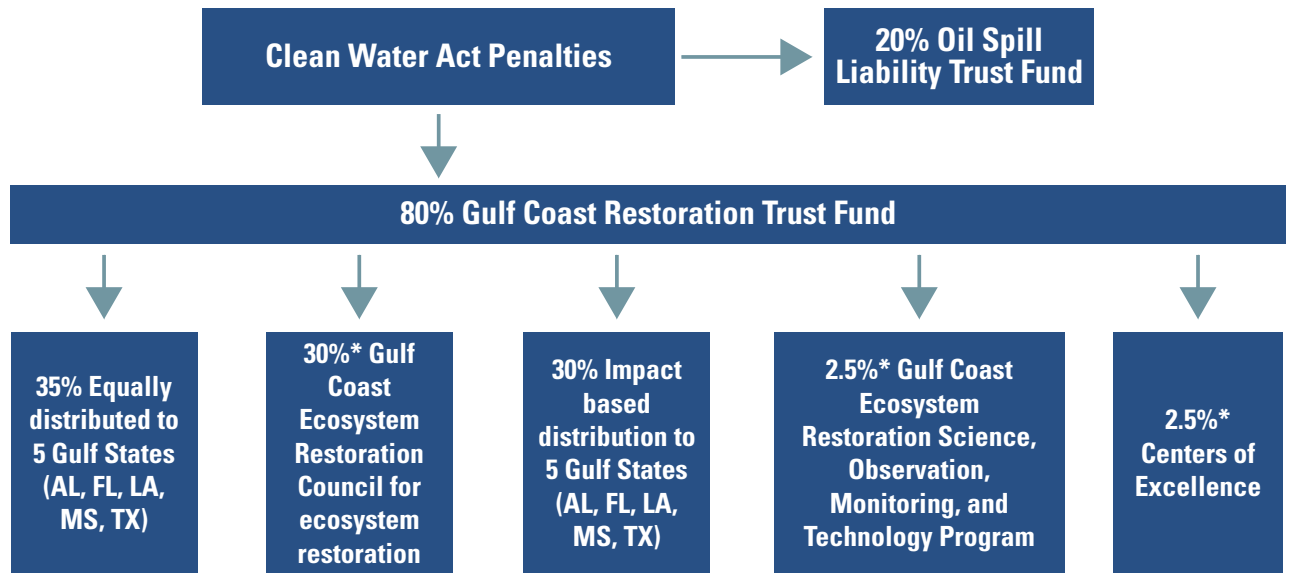 Clean Water Act Penalties
20% Oil Spill
Liability Trust Fund
80% Gulf Coast Restoration Trust Fund
35% Equally
distributed to
5 Gulf States
(AL, FL, LA,
MS, TX)
30%* Gulf
Coast
Ecosystem
Restoration
Council for
ecosystem
restoration
30% Impact
based
distribution to
5 Gulf States
(AL, FL, LA,
MS, TX)
2.5%* Gulf Coast
Ecosystem
Restoration Science,
Observation,
Monitoring, and
Technology Program
2.5%*
Centers of
Excellence